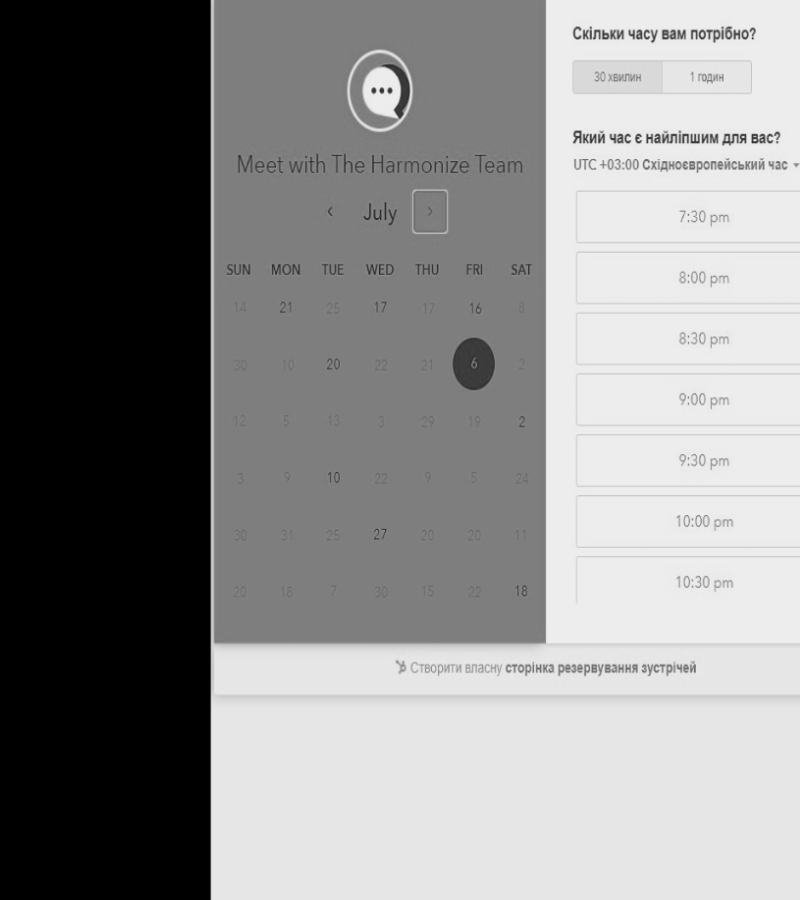 Meet with The Harmonize Team
‹ July ›
SUN MON TUE WED THU FRI SAT
14 21 25 17 17 16 8
30 10 20 22 21 6 2
12 5 13 3 29 19 2
3 9 10 22 9 5 24
30 31 25 27 20 20 11
20 18 7 30 15 22 18
Скільки часу вам потрібно?
30 хвилин 1 годин
Який час є найліпшим для вас?
UTC +03:00 Східноєвропейський час
7:30 pm
8:00 pm
8:30 pm
9:00 pm
9:30 pm
10:00 pm
10:30 pm
Створити власну сторінка резервування зустрічей